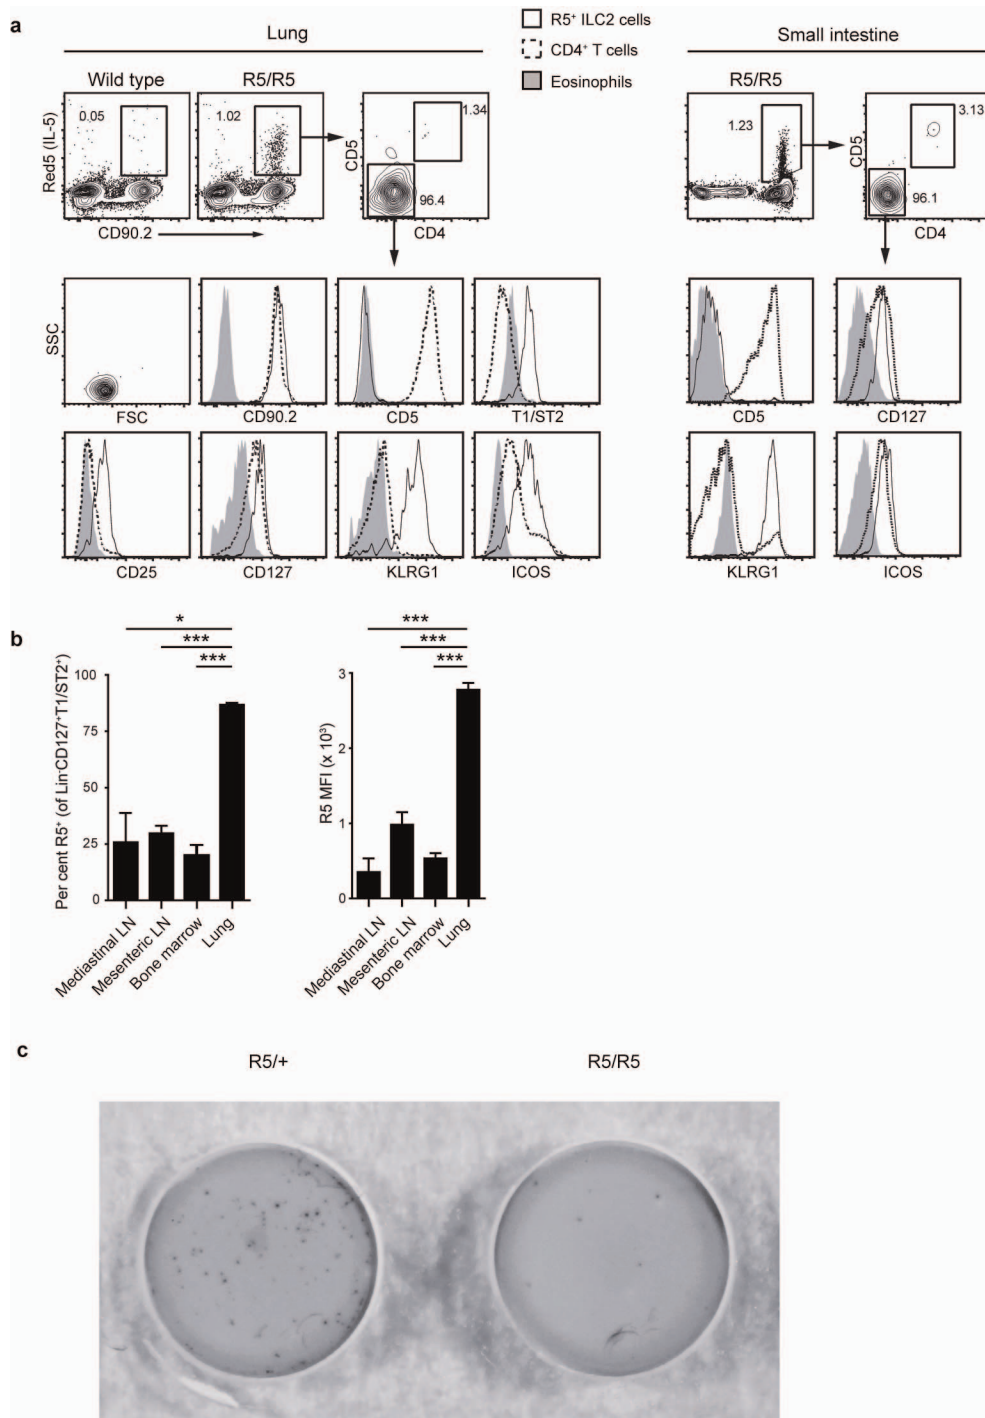 a
Lung
R5⁺ ILC2 cells
CD4⁺ T cells
Eosinophils
Small intestine
Wild type
R5/R5
R5/R5
Red5 (IL-5)
0.05
1.02
CD5
1.34
96.4
1.23
CD5
3.13
96.1
CD90.2
CD4
CD4
SSC
FSC
CD90.2
CD5
T1/ST2
CD5
CD127
CD25
CD127
KLRG1
ICOS
KLRG1
ICOS
b
*
***
***
Per cent R5⁺ (of Lin⁻CD127⁺T1/ST2⁺)
100
75
50
25
0
Mediastinal LN
Mesenteric LN
Bone marrow
Lung
***
***
***
R5 MFI (x 10³)
3
2
1
0
Mediastinal LN
Mesenteric LN
Bone marrow
Lung
c
R5/+
R5/R5